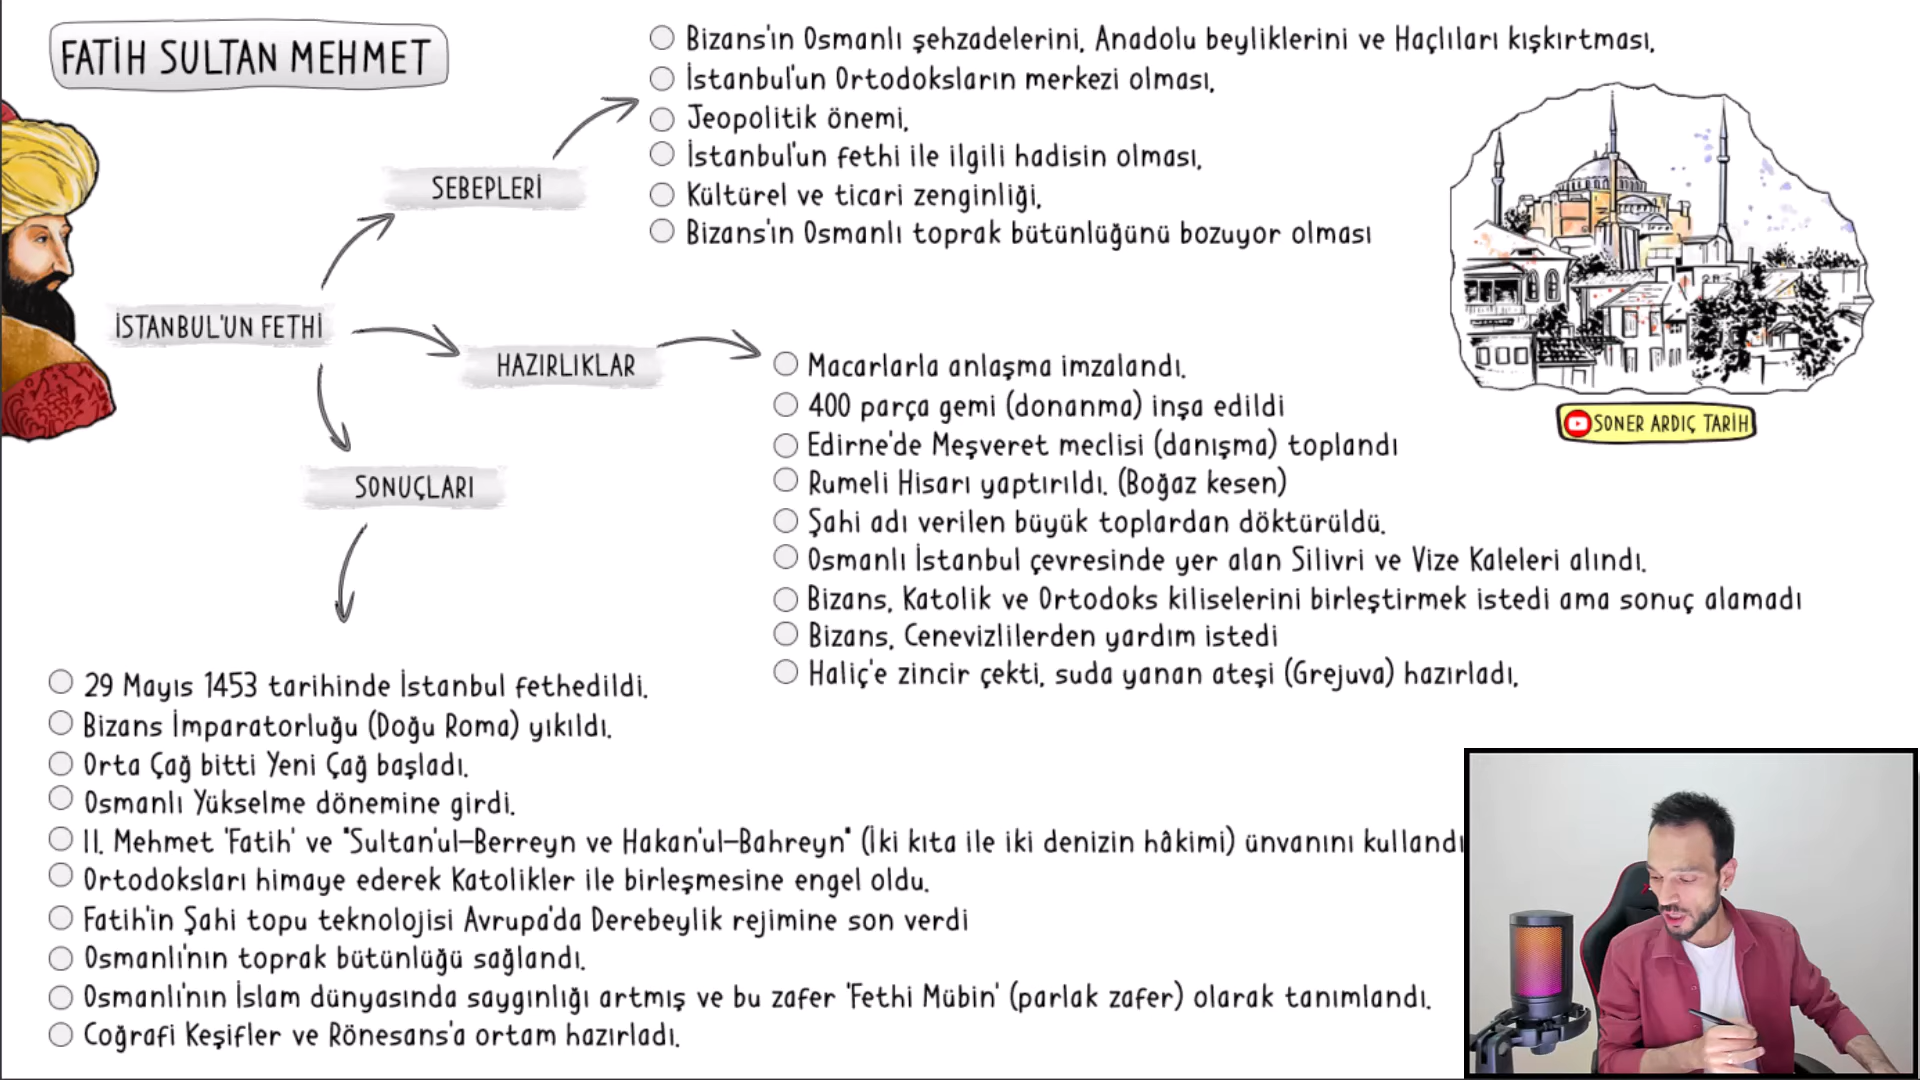 FATİH SULTAN MEHMET
Bizans'ın Osmanlı şehzadelerini, Anadolu beyliklerini ve Haçlıları kışkırtması,
İstanbul'un Ortodoksların merkezi olması,
Jeopolitik önemi,
İstanbul'un fethi ile ilgili hadisin olması,
Kültürel ve ticari zenginliği,
Bizans'ın Osmanlı toprak bütünlüğünü bozuyor olması
SEBEPLERİ
İSTANBUL'UN FETHİ
HAZIRLIKLAR
Macarlarla anlaşma imzalandı.
400 parça gemi (donanma) inşa edildi
Edirne'de Meşveret meclisi (danışma) toplandı
Rumeli Hisarı yaptırıldı. (Boğaz kesen)
Şahi adı verilen büyük toplardan döktürüldü.
Osmanlı İstanbul çevresinde yer alan Silivri ve Vize Kaleleri alındı.
Bizans, Katolik ve Ortodoks kiliselerini birleştirmek istedi ama sonuç alamadı
Bizans, Cenevizlilerden yardım istedi
Haliç'e zincir çekti, suda yanan ateşi (Grejuva) hazırladı,
SONER ARDIÇ TARİH
SONUÇLARI
29 Mayıs 1453 tarihinde İstanbul fethedildi.
Bizans İmparatorluğu (Doğu Roma) yıkıldı.
Orta Çağ bitti Yeni Çağ başladı.
Osmanlı Yükselme dönemine girdi.
II. Mehmet 'Fatih' ve "Sultan'ul–Berreyn ve Hakan'ul–Bahreyn" (İki kıta ile iki denizin hâkimi) ünvanını kullandı
Ortodoksları himaye ederek Katolikler ile birleşmesine engel oldu.
Fatih'in Şahi topu teknolojisi Avrupa'da Derebeylik rejimine son verdi
Osmanlı'nın toprak bütünlüğü sağlandı.
Osmanlı'nın İslam dünyasında saygınlığı artmış ve bu zafer 'Fethi Mübin' (parlak zafer) olarak tanımlandı.
Coğrafi Keşifler ve Rönesans'a ortam hazırladı.